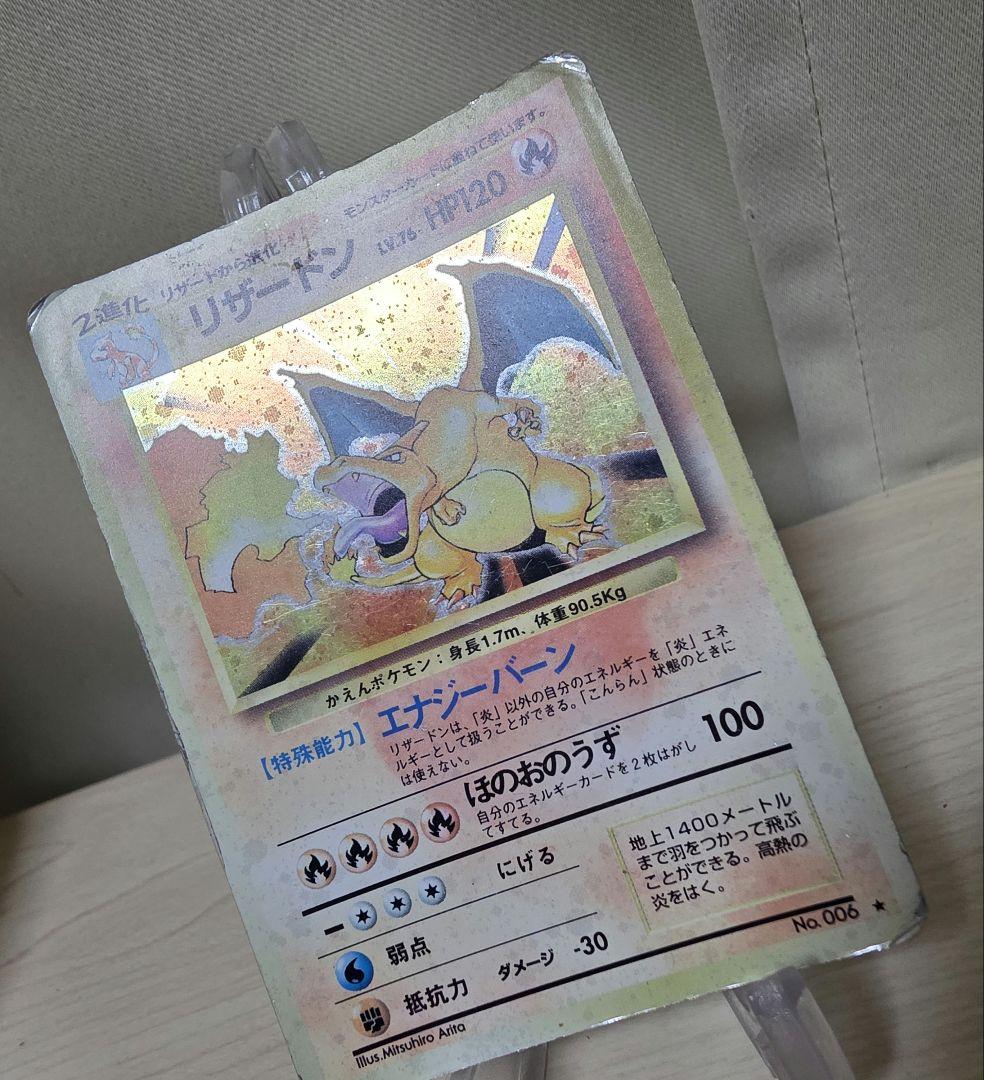 モンスターカードに重ねて使います。
2進化 リザードから進化
リザードン LV.76. HP120
かえんポケモン:身長1.7m、体重90.5Kg
【特殊能力】エナジーバーン
リザードンは、「炎」以外の自分のエネルギーを「炎」エネ
ルギーとして扱うことができる。「こんらん」状態のときに
は使えない。
ほのおのうず 100
自分のエネルギーカードを2枚はがし
てすてる。
にげる
弱点
抵抗力 ダメージ -30
地上1400メートル
まで羽をつかって飛ぶ
ことができる。高熱の
炎をはく。
Illus.Mitsuhiro Arita
No.006 ★